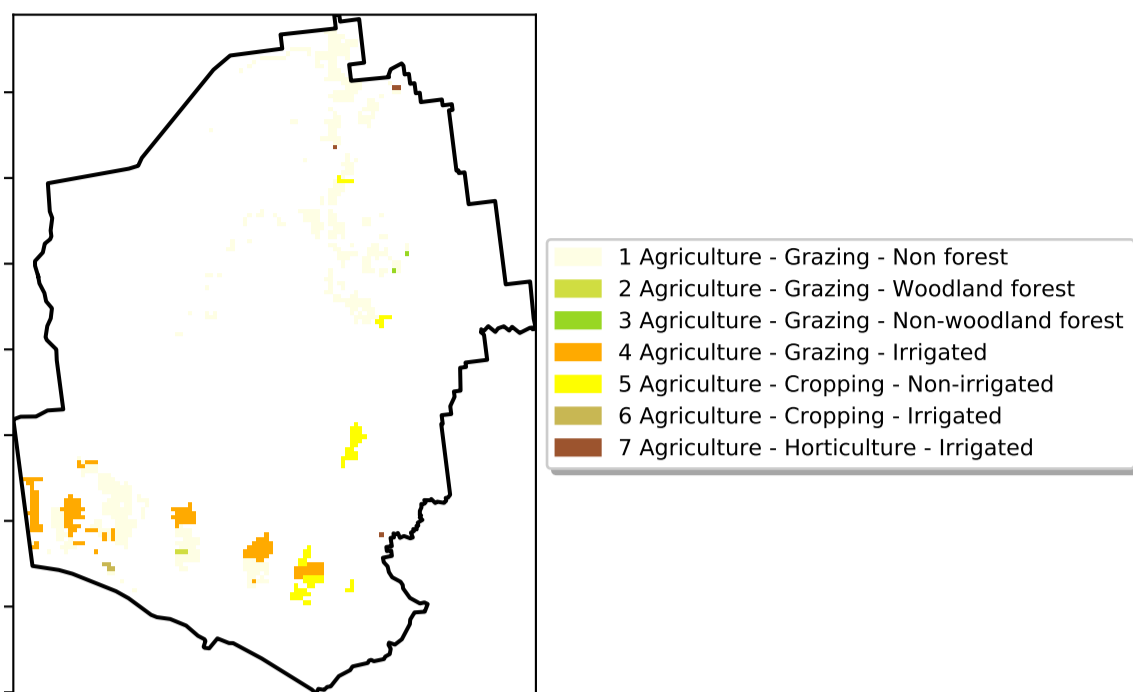 1 Agriculture - Grazing - Non forest
2 Agriculture - Grazing - Woodland forest
3 Agriculture - Grazing - Non-woodland forest
4 Agriculture - Grazing - Irrigated
5 Agriculture - Cropping - Non-irrigated
6 Agriculture - Cropping - Irrigated
7 Agriculture - Horticulture - Irrigated